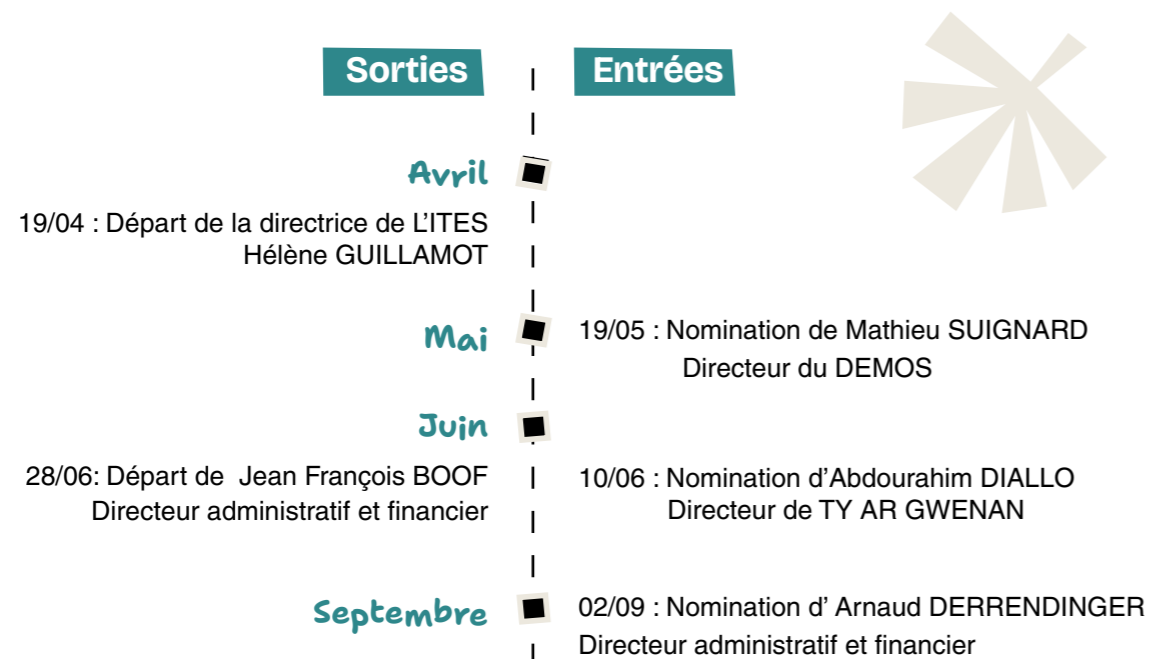 Sorties
Entrées
Avril
19/04 : Départ de la directrice de L'ITES
Hélène GUILLAMOT
Mai
19/05 : Nomination de Mathieu SUIGNARD
Directeur du DEMOS
Juin
28/06: Départ de  Jean François BOOF
Directeur administratif et financier
10/06 : Nomination d'Abdourahim DIALLO
Directeur de TY AR GWENAN
Septembre
02/09 : Nomination d' Arnaud DERRENDINGER
Directeur administratif et financier